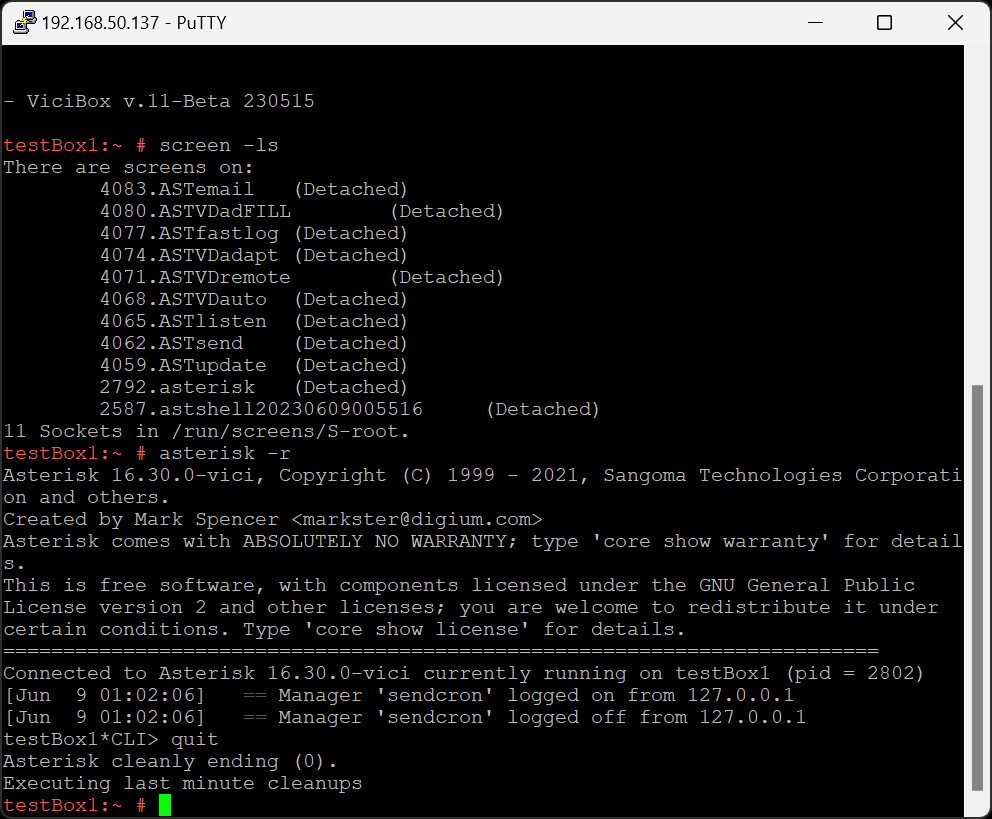 192.168.50.137 - PuTTY
- ViciBox v.11-Beta 230515
testBox1:~ # screen -ls
There are screens on:
        4083.ASTemail   (Detached)
        4080.ASTVDadFILL        (Detached)
        4077.ASTfastlog (Detached)
        4074.ASTVDadapt (Detached)
        4071.ASTVDremote        (Detached)
        4068.ASTVDauto  (Detached)
        4065.ASTlisten  (Detached)
        4062.ASTsend    (Detached)
        4059.ASTupdate  (Detached)
        2792.asterisk   (Detached)
        2587.astshell20230609005516     (Detached)
11 Sockets in /run/screens/S-root.
testBox1:~ # asterisk -r
Asterisk 16.30.0-vici, Copyright (C) 1999 - 2021, Sangoma Technologies Corporati
on and others.
Created by Mark Spencer <markster@digium.com>
Asterisk comes with ABSOLUTELY NO WARRANTY; type 'core show warranty' for detail
s.
This is free software, with components licensed under the GNU General Public
License version 2 and other licenses; you are welcome to redistribute it under
certain conditions. Type 'core show license' for details.
=========================================================================
Connected to Asterisk 16.30.0-vici currently running on testBox1 (pid = 2802)
[Jun  9 01:02:06]   == Manager 'sendcron' logged on from 127.0.0.1
[Jun  9 01:02:06]   == Manager 'sendcron' logged off from 127.0.0.1
testBox1*CLI> quit
Asterisk cleanly ending (0).
Executing last minute cleanups
testBox1:~ #